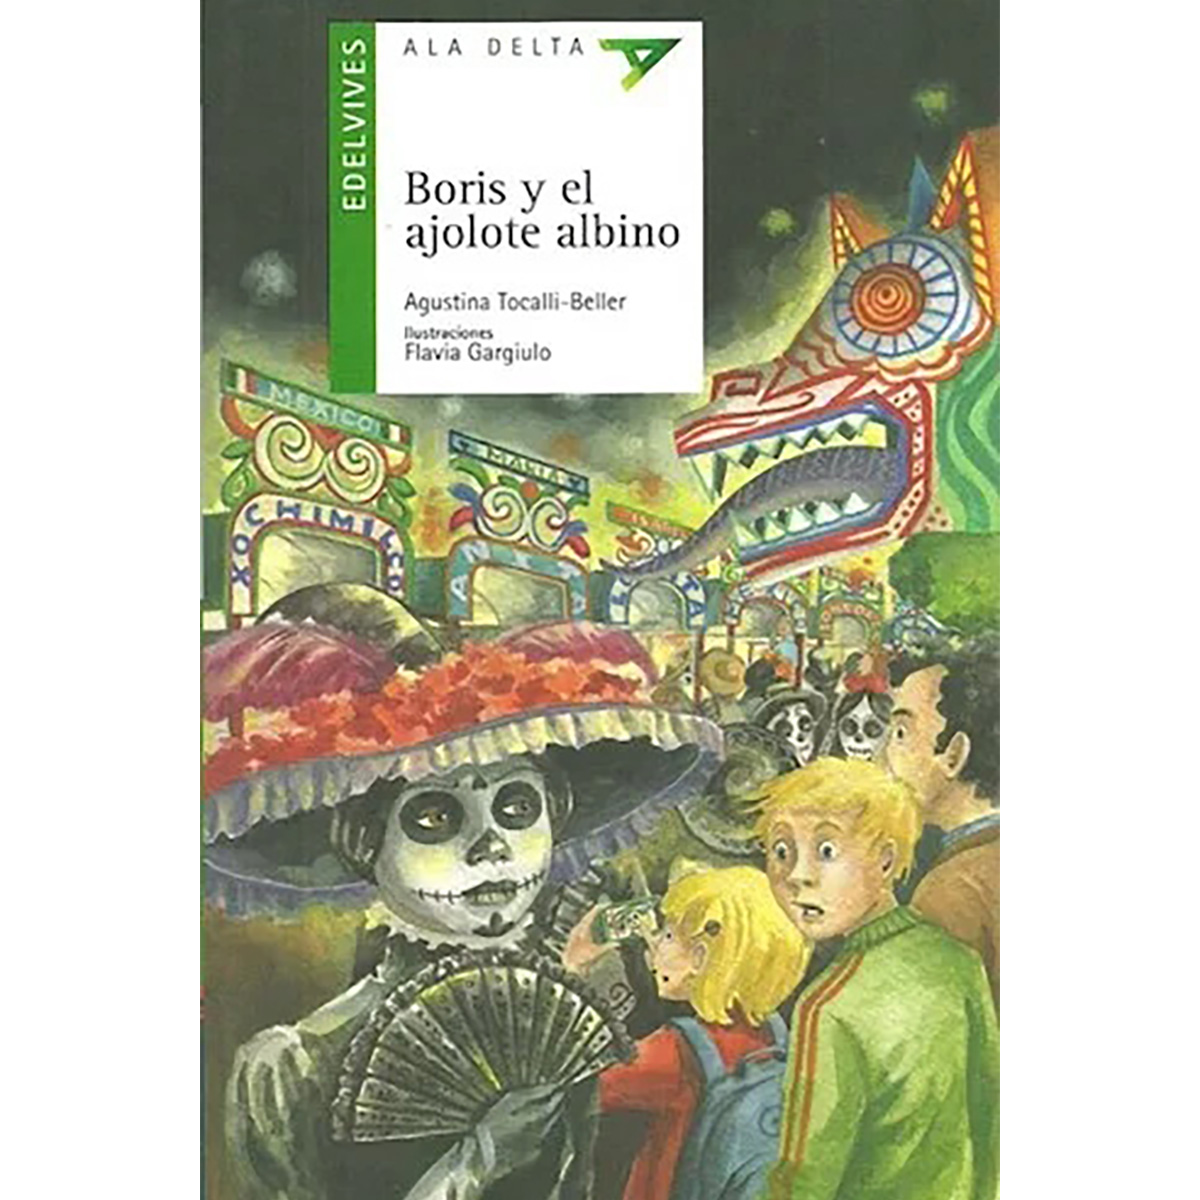 EDELVIVES
ALA DELTA
Boris y el
ajolote albino
Agustina Tocalli-Beller
Ilustraciones
Flavia Gargiulo
MEXICO!
XOCHIMILCO
MARIA